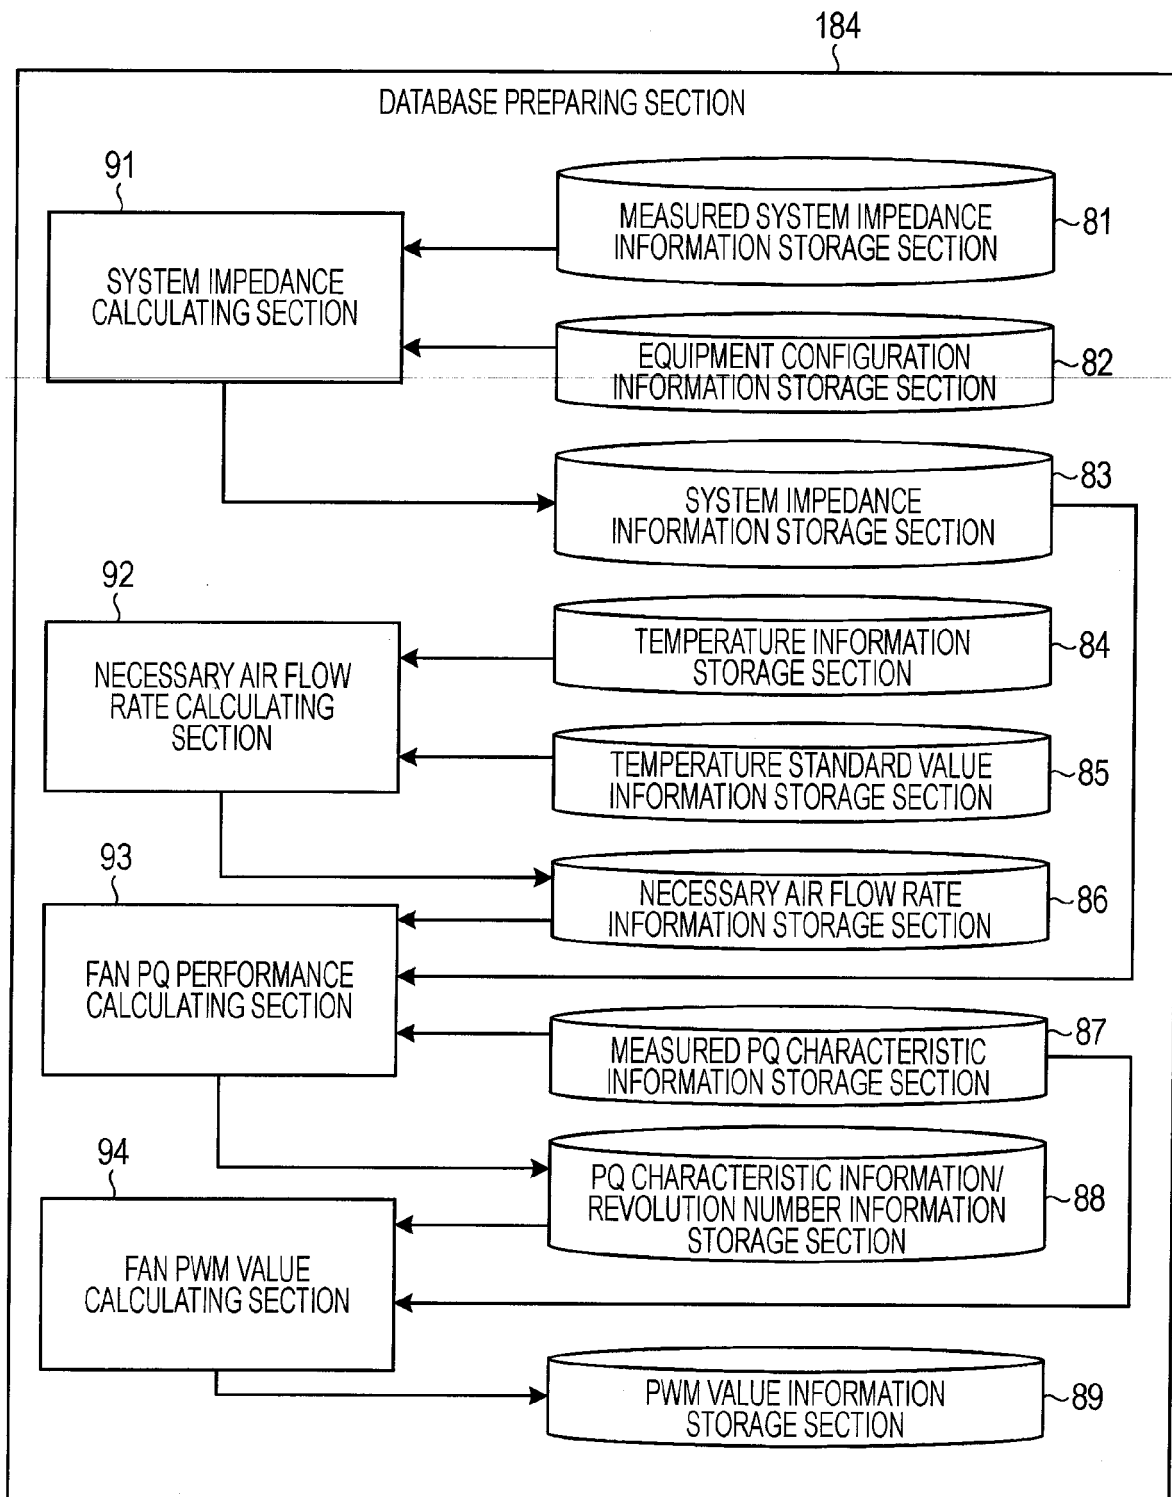 184
DATABASE PREPARING SECTION
91
SYSTEM IMPEDANCE
CALCULATING SECTION
MEASURED SYSTEM IMPEDANCE
INFORMATION STORAGE SECTION
81
EQUIPMENT CONFIGURATION
INFORMATION STORAGE SECTION
82
SYSTEM IMPEDANCE
INFORMATION STORAGE SECTION
83
92
NECESSARY AIR FLOW
RATE CALCULATING
SECTION
TEMPERATURE INFORMATION
STORAGE SECTION
84
TEMPERATURE STANDARD VALUE
INFORMATION STORAGE SECTION
85
93
NECESSARY AIR FLOW RATE
INFORMATION STORAGE SECTION
86
FAN PQ PERFORMANCE
CALCULATING SECTION
MEASURED PQ CHARACTERISTIC
INFORMATION STORAGE SECTION
87
94
PQ CHARACTERISTIC INFORMATION/
REVOLUTION NUMBER INFORMATION
STORAGE SECTION
88
FAN PWM VALUE
CALCULATING SECTION
PWM VALUE INFORMATION
STORAGE SECTION
89